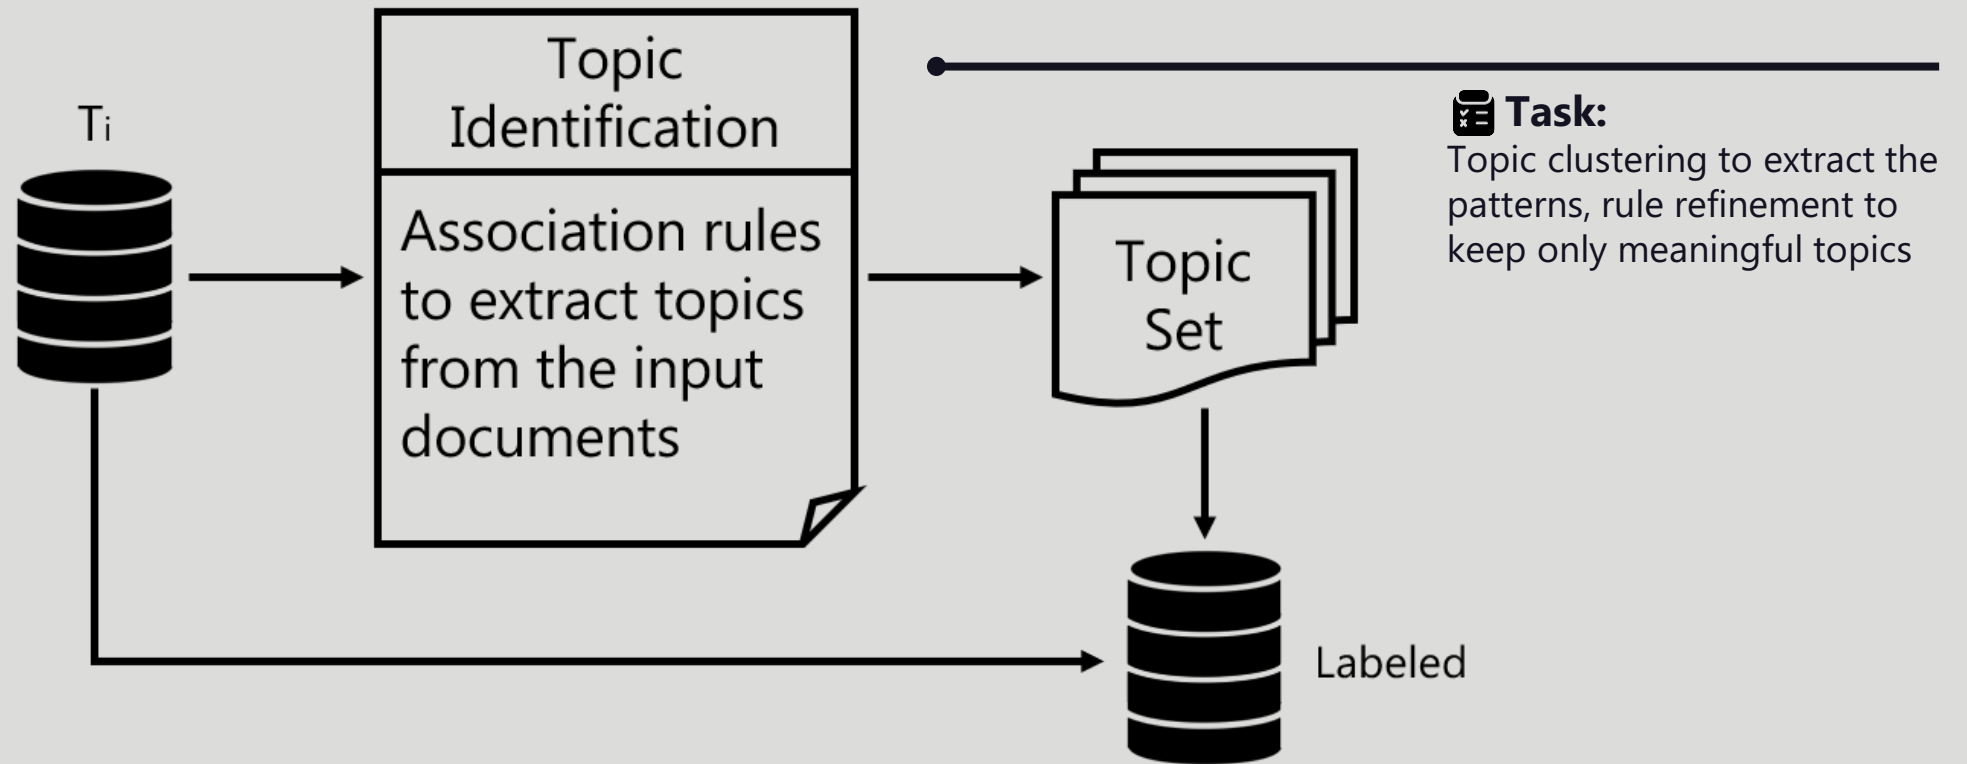 Ti
Topic
Identification
Association rules
to extract topics
from the input
documents
Topic
Set
Labeled
Task:
Topic clustering to extract the
patterns, rule refinement to
keep only meaningful topics